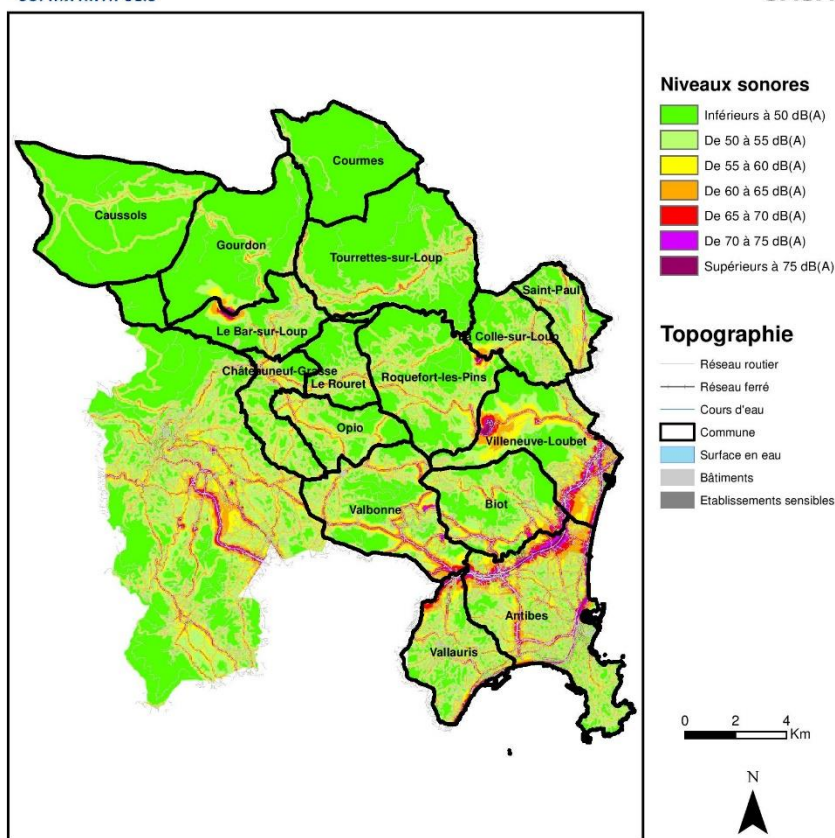 Niveaux sonores
Inférieurs à 50 dB(A)
De 50 à 55 dB(A)
De 55 à 60 dB(A)
De 60 à 65 dB(A)
De 65 à 70 dB(A)
De 70 à 75 dB(A)
Supérieurs à 75 dB(A)
Topographie
Réseau routier
Réseau ferré
Cours d'eau
Commune
Surface en eau
Bâtiments
Etablissements sensibles
Courmes
Caussols
Gourdon
Tourrettes-sur-Loup
Saint-Paul
Le Bar-sur-Loup
La Colle-sur-Loup
Châteauneuf-Grasse
Le Rouret
Roquefort-les-Pins
Opio
Villeneuve-Loubet
Valbonne
Biot
Antibes
Vallauris
0 2 4
Km
N